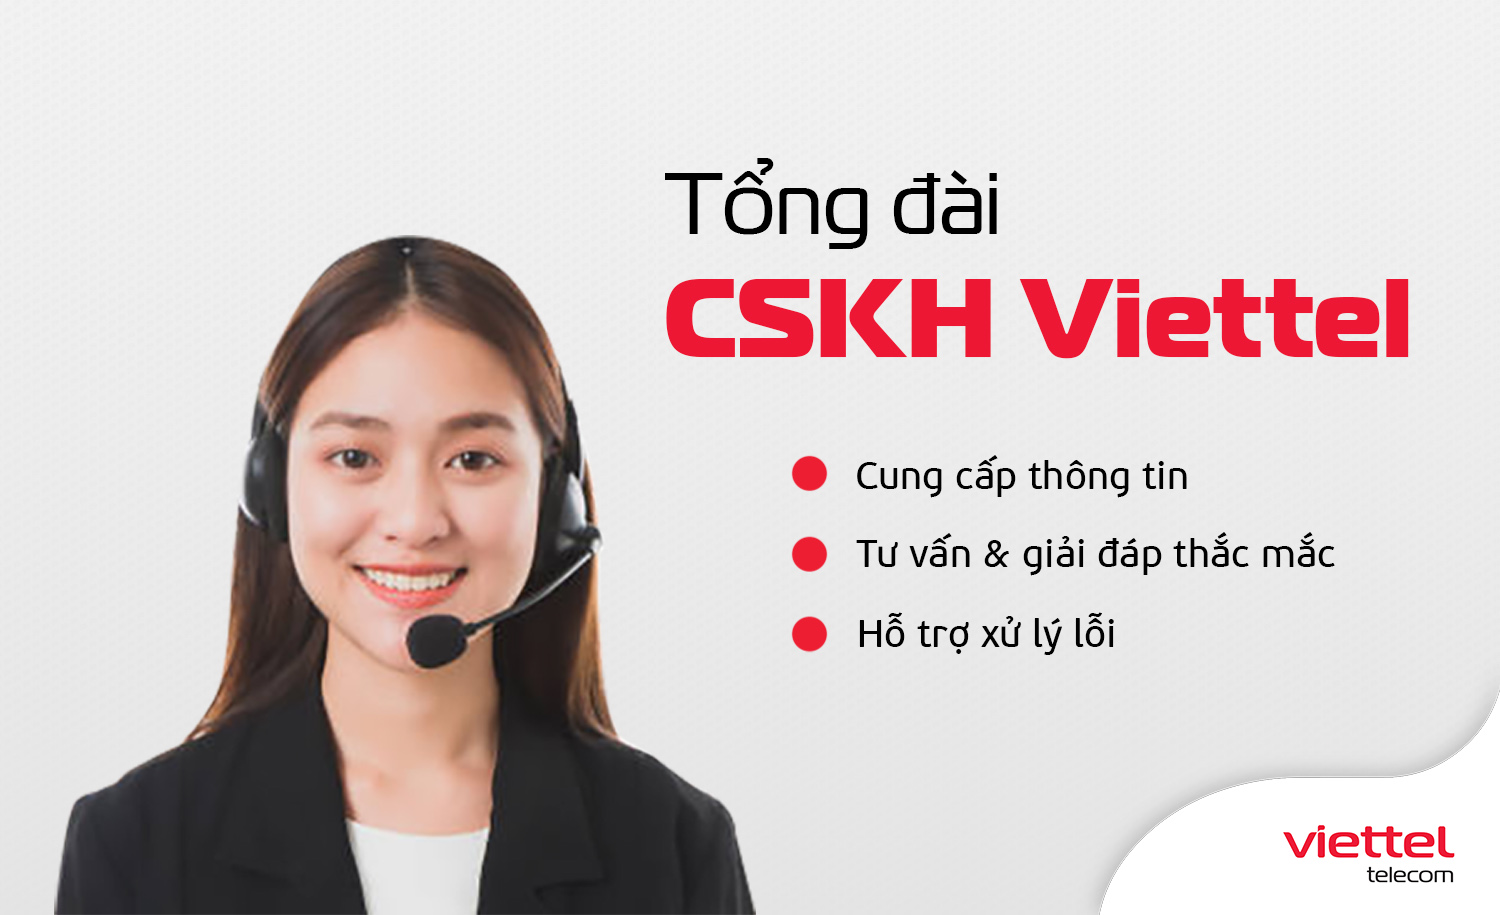 Tổng đài
CSKH Viettel
Cung cấp thông tin
Tư vấn & giải đáp thắc mắc
Hỗ trợ xử lý lỗi
viettel
telecom